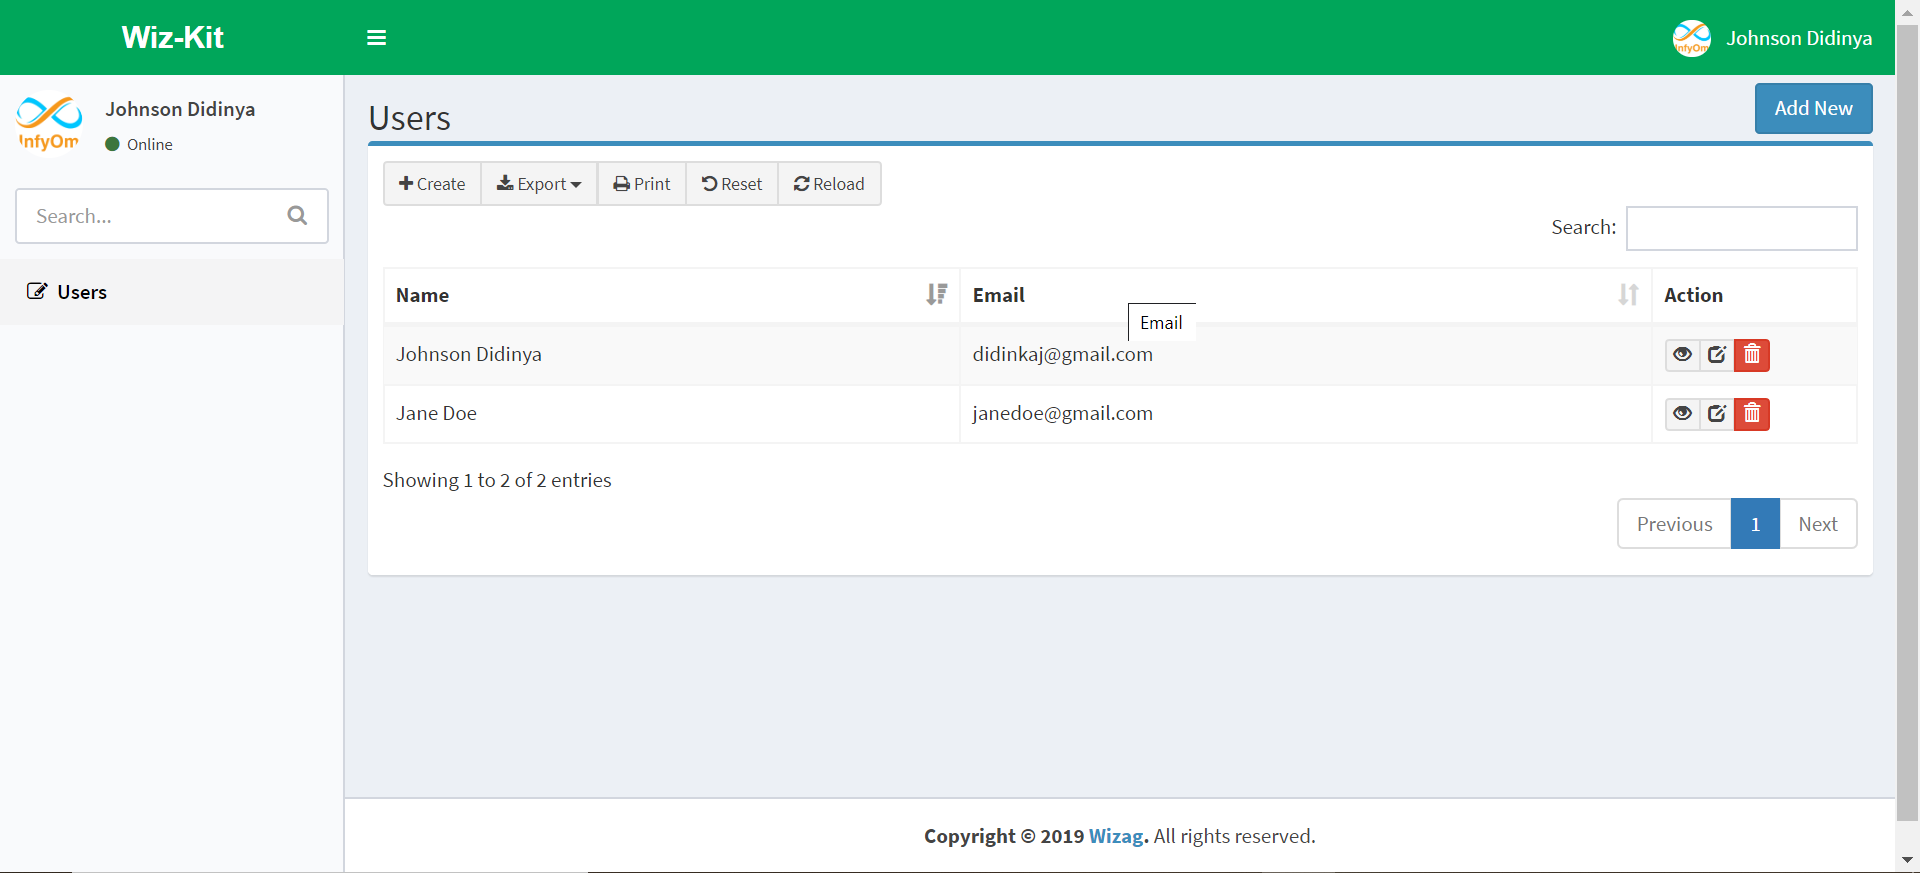 Wiz-Kit
InfyOm
Johnson Didinya
InfyOm
Johnson Didinya
Online
Search...
Users
Users
Add New
Create Export Print Reset Reload
Search:
Name Email Action
Email
Johnson Didinya didinkaj@gmail.com
Jane Doe janedoe@gmail.com
Showing 1 to 2 of 2 entries
Previous 1 Next
Copyright © 2019 Wizag. All rights reserved.